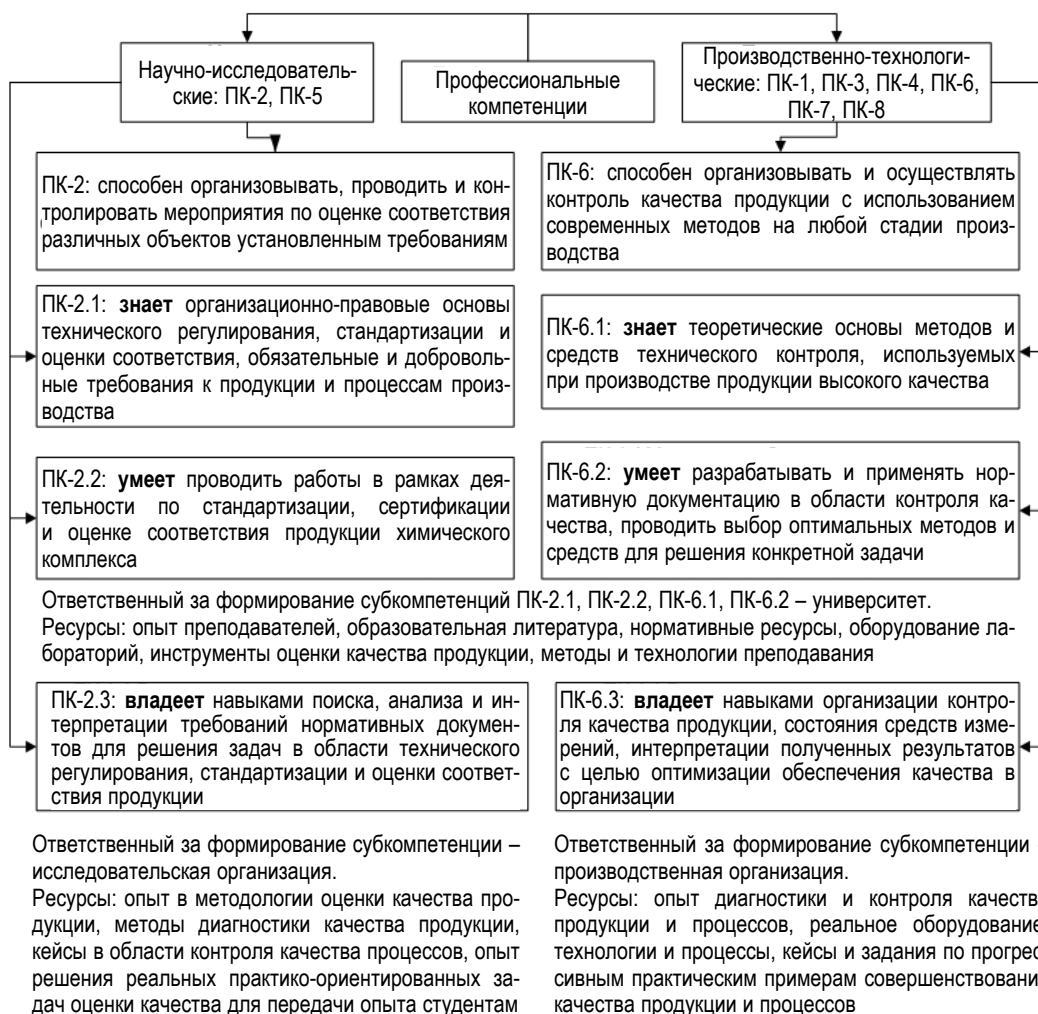 Научно-исследователь-
ские: ПК-2, ПК-5
Профессиональные
компетенции
Производственно-технологи-
ческие: ПК-1, ПК-3, ПК-4, ПК-6,
ПК-7, ПК-8
ПК-2: способен организовывать, проводить и кон-
тролировать мероприятия по оценке соответствия
различных объектов установленным требованиям
ПК-6: способен организовывать и осуществлять
контроль качества продукции с использованием
современных методов на любой стадии произ-
водства
ПК-2.1: знает организационно-правовые основы
технического регулирования, стандартизации и
оценки соответствия, обязательные и доброволь-
ные требования к продукции и процессам произ-
водства
ПК-6.1: знает теоретические основы методов и
средств технического контроля, используемых
при производстве продукции высокого качества
ПК-2.2: умеет проводить работы в рамках дея-
тельности по стандартизации, сертификации
и оценке соответствия продукции химического
комплекса
ПК-6.2: умеет разрабатывать и применять нор-
мативную документацию в области контроля ка-
чества, проводить выбор оптимальных методов и
средств для решения конкретной задачи
Ответственный за формирование субкомпетенций ПК-2.1, ПК-2.2, ПК-6.1, ПК-6.2 – университет.
Ресурсы: опыт преподавателей, образовательная литература, нормативные ресурсы, оборудование ла-
бораторий, инструменты оценки качества продукции, методы и технологии преподавания
ПК-2.3: владеет навыками поиска, анализа и ин-
терпретации требований нормативных докумен-
тов для решения задач в области технического
регулирования, стандартизации и оценки соответ-
ствия продукции
ПК-6.3: владеет навыками организации контро-
ля качества продукции, состояния средств изме-
рений, интерпретации полученных результатов
с целью оптимизации обеспечения качества в
организации
Ответственный за формирование субкомпетенции –
исследовательская организация.
Ресурсы: опыт в методологии оценки качества про-
дукции, методы диагностики качества продукции,
кейсы в области контроля качества процессов, опыт
решения реальных практико-ориентированных за-
дач оценки качества для передачи опыта студентам
Ответственный за формирование субкомпетенции
производственная организация.
Ресурсы: опыт диагностики и контроля качеств
продукции и процессов, реальное оборудование
технологии и процессы, кейсы и задания по прогрес
сивным практическим примерам совершенствовани
качества продукции и процессов